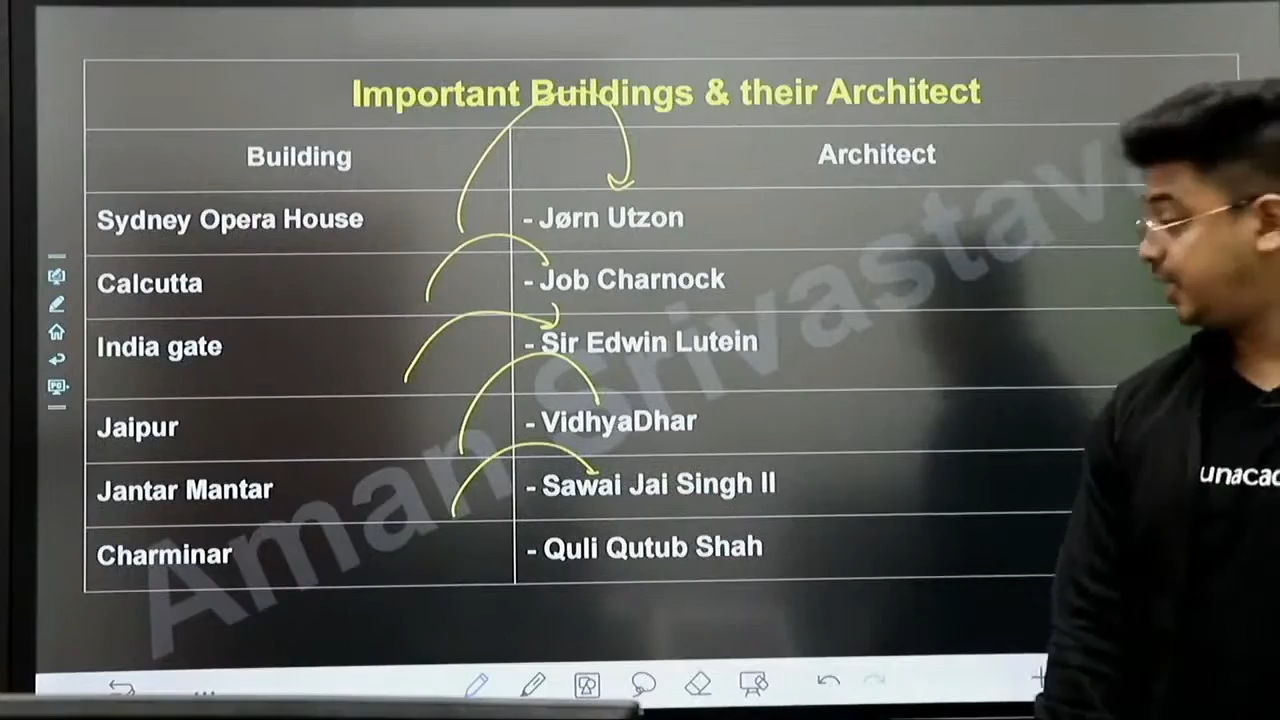 Important Buildings & their Architect
Building Architect
Sydney Opera House - Jørn Utzon
Calcutta - Job Charnock
India gate - Sir Edwin Lutein
Jaipur - VidhyaDhar
Jantar Mantar - Sawai Jai Singh II
Charminar - Quli Qutub Shah
Aman Srivastav
unacad